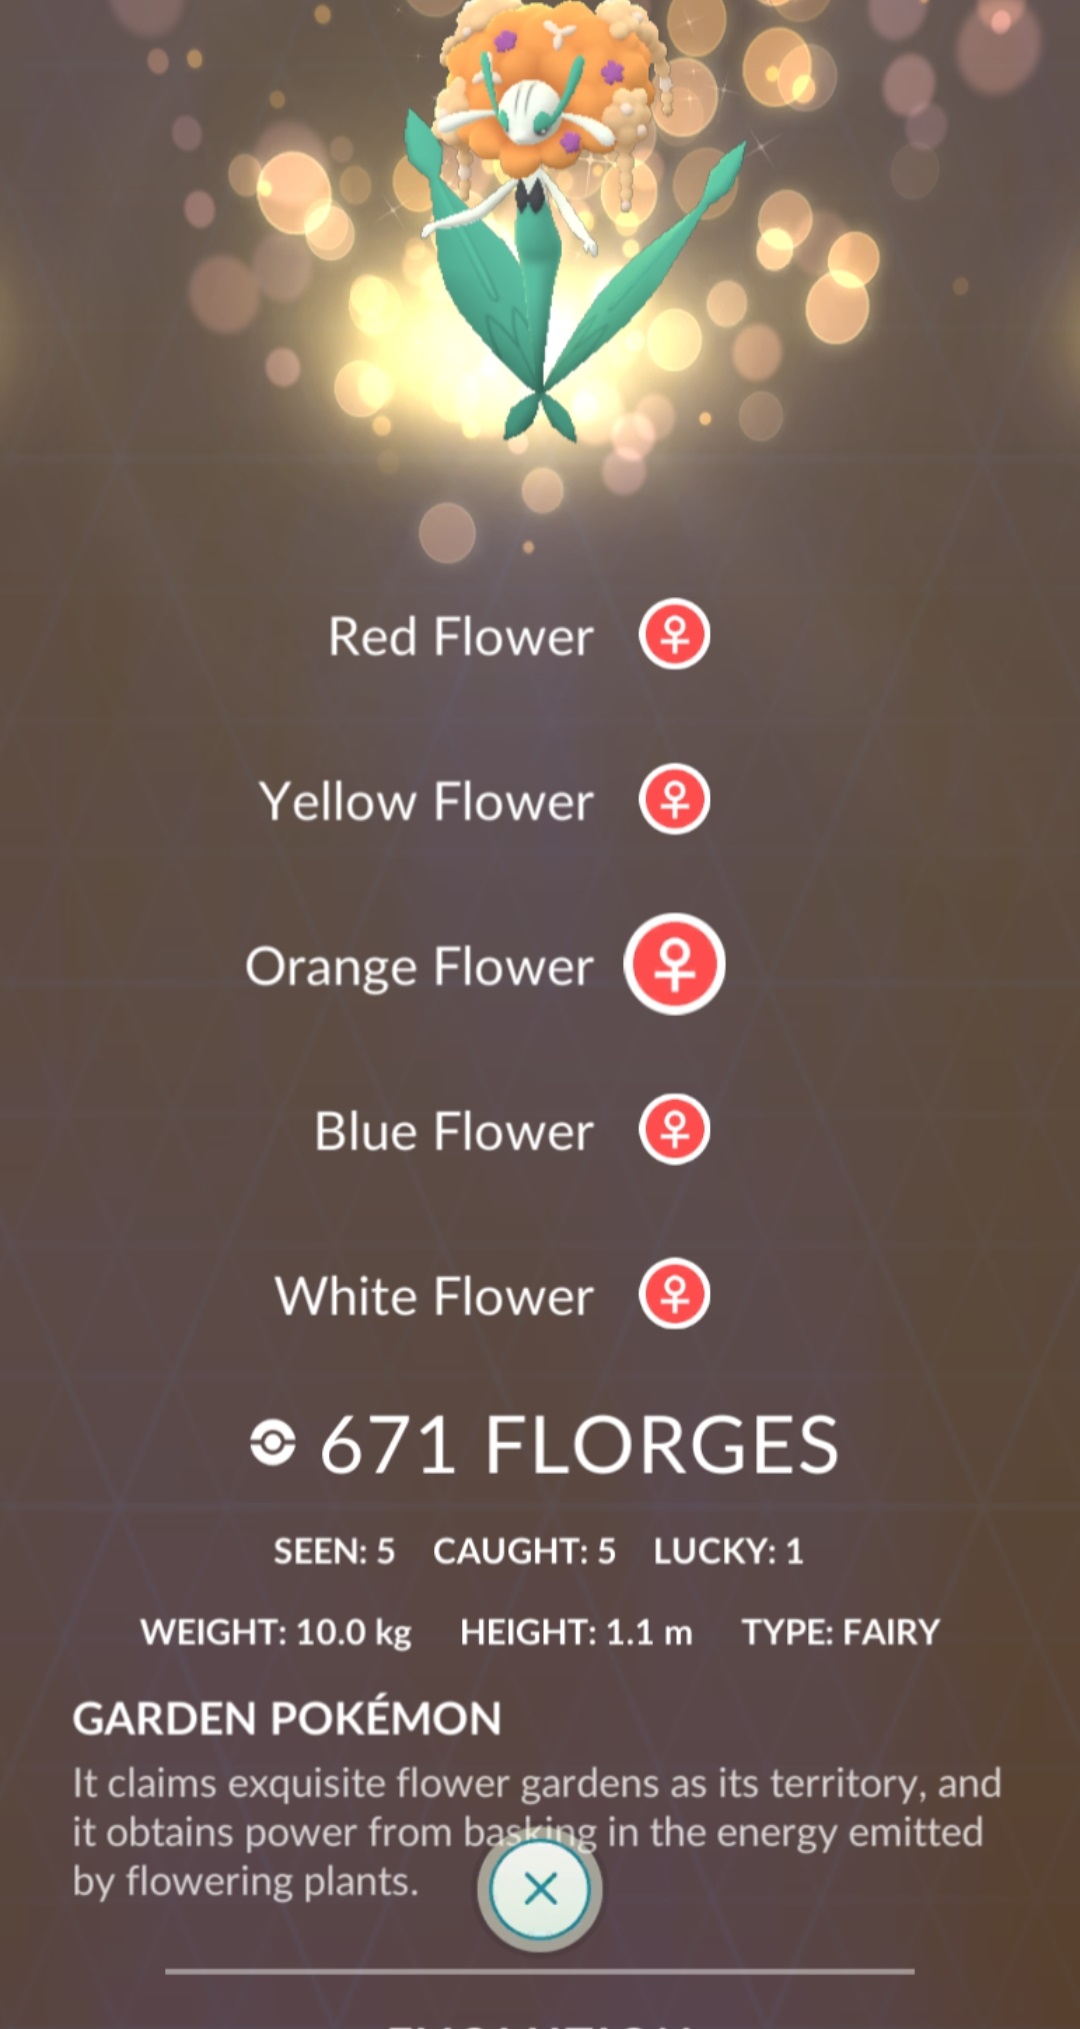 Red Flower
Yellow Flower
Orange Flower
Blue Flower
White Flower
671 FLORGES
SEEN: 5 CAUGHT: 5 LUCKY: 1
WEIGHT: 10.0 kg HEIGHT: 1.1 m TYPE: FAIRY
GARDEN POKÉMON
It claims exquisite flower gardens as its territory, and
it obtains power from basking in the energy emitted
by flowering plants.